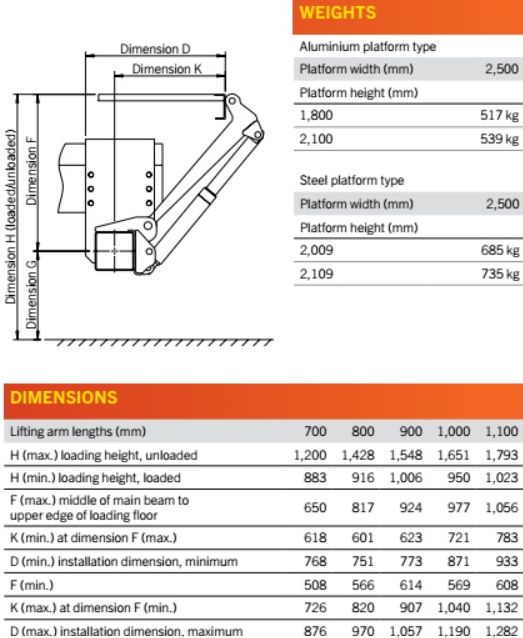 Dimension D
Dimension K
Dimension H (loaded/unloaded)
Dimension F
Dimension G
WEIGHTS
Aluminium platform type
Platform width (mm) 2,500
Platform height (mm)
1,800 517 kg
2,100 539 kg
Steel platform type
Platform width (mm) 2,500
Platform height (mm)
2,009 685 kg
2,109 735 kg
DIMENSIONS
Lifting arm lengths (mm) 700 800 900 1,000 1,100
H (max.) loading height, unloaded 1,200 1,428 1,548 1,651 1,793
H (min.) loading height, loaded 883 916 1,006 950 1,023
F (max.) middle of main beam to
upper edge of loading floor 650 817 924 977 1,056
K (min.) at dimension F (max.) 618 601 623 721 783
D (min.) installation dimension, minimum 768 751 773 871 933
F (min.) 508 566 614 569 608
K (max.) at dimension F (min.) 726 820 907 1,040 1,132
D (max.) installation dimension, maximum 876 970 1,057 1,190 1,282